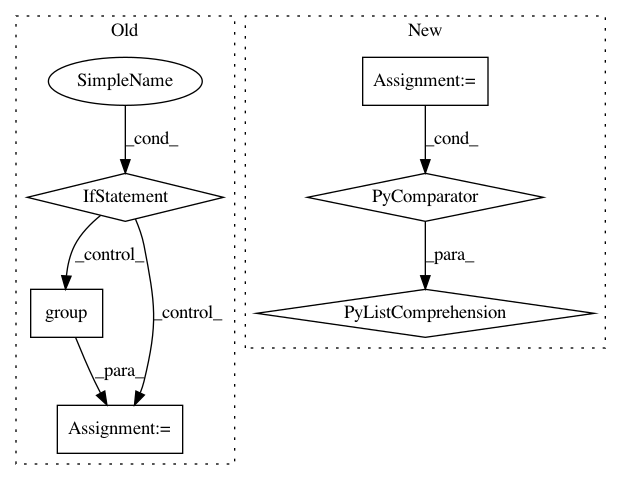 Old
SimpleName
_cond_
IfStatement
_control_
_control_
group
_para_
Assignment:=
New
Assignment:=
_cond_
PyComparator
_para_
PyListComprehension